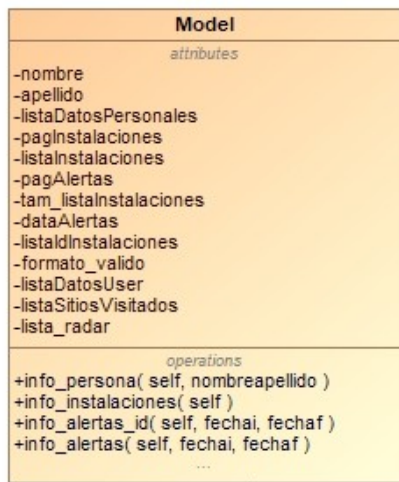 Model
attributes
-nombre
-apellido
-listaDatosPersonales
-pagInstalaciones
-listaInstalaciones
-pagAlertas
-tam_listaInstalaciones
-dataAlertas
-listaIdInstalaciones
-formato_valido
-listaDatosUser
-listaSitiosVisitados
-lista_radar
operations
+info_persona( self, nombreapellido )
+info_instalaciones( self )
+info_alertas_id( self, fechai, fechaf )
+info_alertas( self, fechai, fechaf )
...